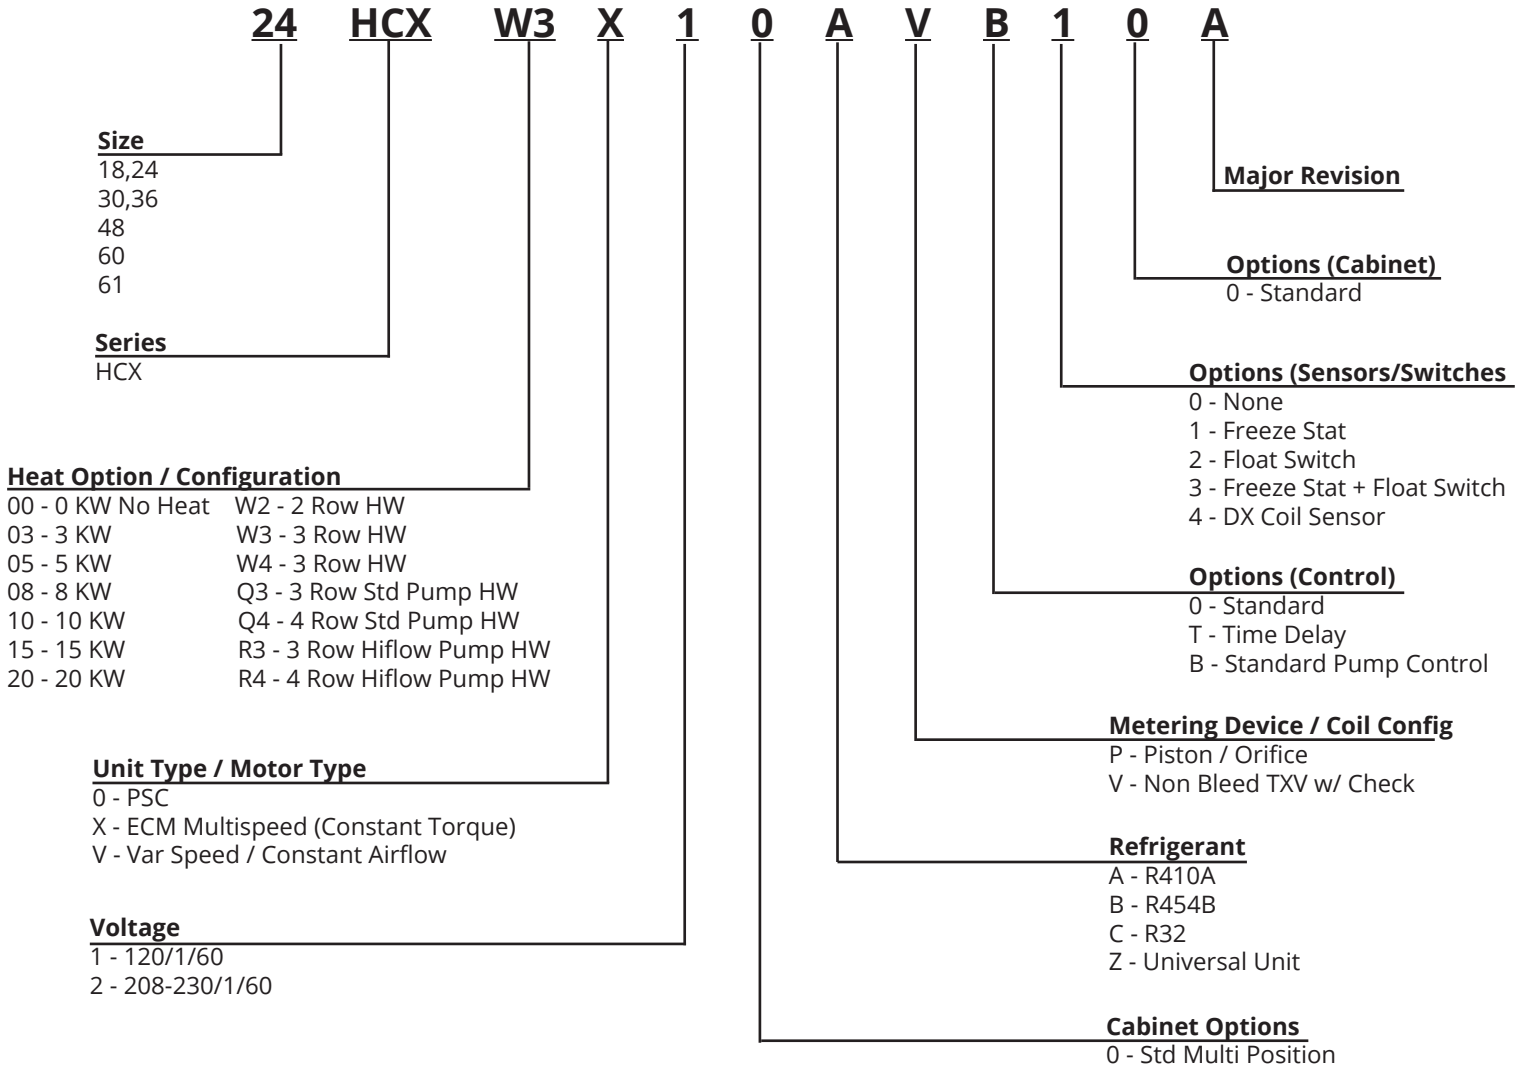 24 HCX W3 X 1 0 A V B 1 0 A
Size
18,24
30,36
48
60
61
Series
HCX
Heat Option / Configuration
00 - 0 KW No Heat W2 - 2 Row HW
03 - 3 KW W3 - 3 Row HW
05 - 5 KW W4 - 3 Row HW
08 - 8 KW Q3 - 3 Row Std Pump HW
10 - 10 KW Q4 - 4 Row Std Pump HW
15 - 15 KW R3 - 3 Row Hiflow Pump HW
20 - 20 KW R4 - 4 Row Hiflow Pump HW
Unit Type / Motor Type
0 - PSC
X - ECM Multispeed (Constant Torque)
V - Var Speed / Constant Airflow
Voltage
1 - 120/1/60
2 - 208-230/1/60
Major Revision
Options (Cabinet)
0 - Standard
Options (Sensors/Switches
0 - None
1 - Freeze Stat
2 - Float Switch
3 - Freeze Stat + Float Switch
4 - DX Coil Sensor
Options (Control)
0 - Standard
T - Time Delay
B - Standard Pump Control
Metering Device / Coil Config
P - Piston / Orifice
V - Non Bleed TXV w/ Check
Refrigerant
A - R410A
B - R454B
C - R32
Z - Universal Unit
Cabinet Options
0 - Std Multi Position